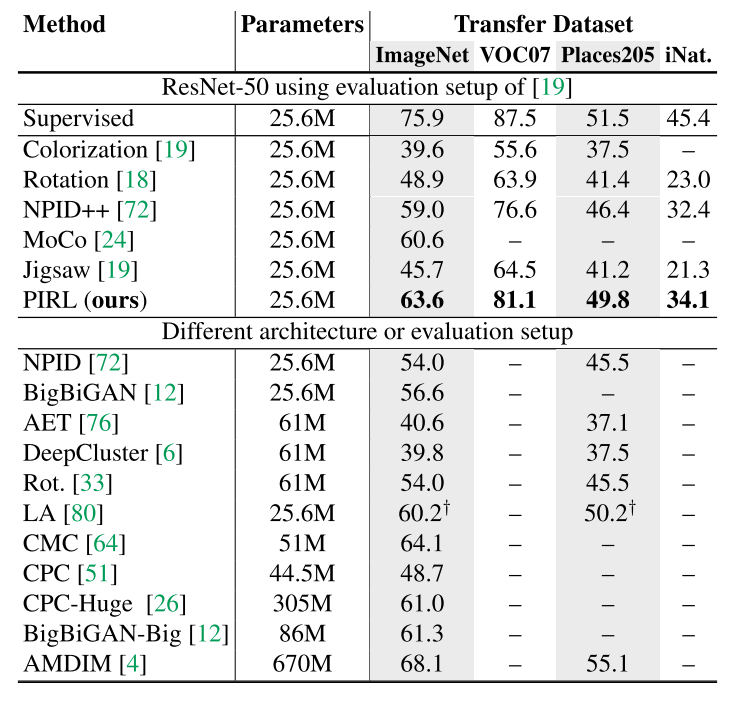 Method Parameters Transfer Dataset
ImageNet VOC07 Places205 iNat.
ResNet-50 using evaluation setup of [19]
Supervised 25.6M 75.9 87.5 51.5 45.4
Colorization [19] 25.6M 39.6 55.6 37.5 –
Rotation [18] 25.6M 48.9 63.9 41.4 23.0
NPID++ [72] 25.6M 59.0 76.6 46.4 32.4
MoCo [24] 25.6M 60.6 – – –
Jigsaw [19] 25.6M 45.7 64.5 41.2 21.3
PIRL (ours) 25.6M 63.6 81.1 49.8 34.1
Different architecture or evaluation setup
NPID [72] 25.6M 54.0 – 45.5 –
BigBiGAN [12] 25.6M 56.6 – – –
AET [76] 61M 40.6 – 37.1 –
DeepCluster [6] 61M 39.8 – 37.5 –
Rot. [33] 61M 54.0 – 45.5 –
LA [80] 25.6M 60.2† – 50.2† –
CMC [64] 51M 64.1 – – –
CPC [51] 44.5M 48.7 – – –
CPC-Huge [26] 305M 61.0 – – –
BigBiGAN-Big [12] 86M 61.3 – – –
AMDIM [4] 670M 68.1 – 55.1 –